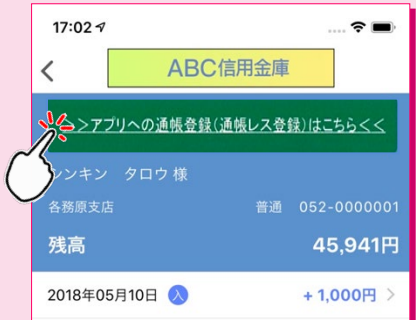 17:02
ABC信用金庫
>アプリへの通帳登録(通帳レス登録)はこちら<<
シンキン タロウ 様
各務原支店 普通 052-0000001
残高 45,941円
2018年05月10日 入 + 1,000円